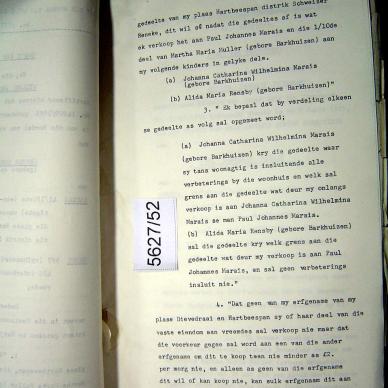 gedeelte van my plaas Hartbeespan distrik Schweizer
Reneke, dit wil sê nadat die gedeeltes af is wat
ek verkoop het aan Paul Johannes Marais en die 1/10de
deel van Martha Maria Muller (gebore Barkhuizen) aan
my volgende kinders in gelyke dele.
(a) Johanna Catharina Wilhelmina Marais
(gebore Barkhuizen)
(b) Alida Maria Rensby (gebore Barkhuizen)"
3. " Ek bepaal dat by verdeling elkeen
se gedeelte as volg sal opgemeet word;
(a) Johanna Catharina Wilhelmina Marais
(gebore Barkhuizen) kry die gedeelte waar
sy tans woonagtig is insluitende alle
verbeterings by die woonhuis en welk sal
grens aan die gedeelte wat deur my onlangs
verkoop is aan Johanna Catharina Wilhelmina
Marais se man Paul Johannes Marais.
(b) Alida Maria Rensby (gebore Barkhuizen)
sal die gedeelte kry welk grens aan die
gedeelte wat deur my verkoop is aan Paul
Johannes Marais, en sal geen verbeterings
insluit nie."
4. "Dat geen van my erfgename van my
plase Dievedraai en Hartbeespan sy of haar deel van die
vaste eiendom aan vreemdes sal verkoop nie maar dat
die voorkeur gegee sal word aan een van die ander
erfgename om dit te koop teen nie minder as £2.
per morg nie, en alleen as geen van die erfgename
dit wil of kan koop nie, kan sulk erfgename dit aan
5627/52